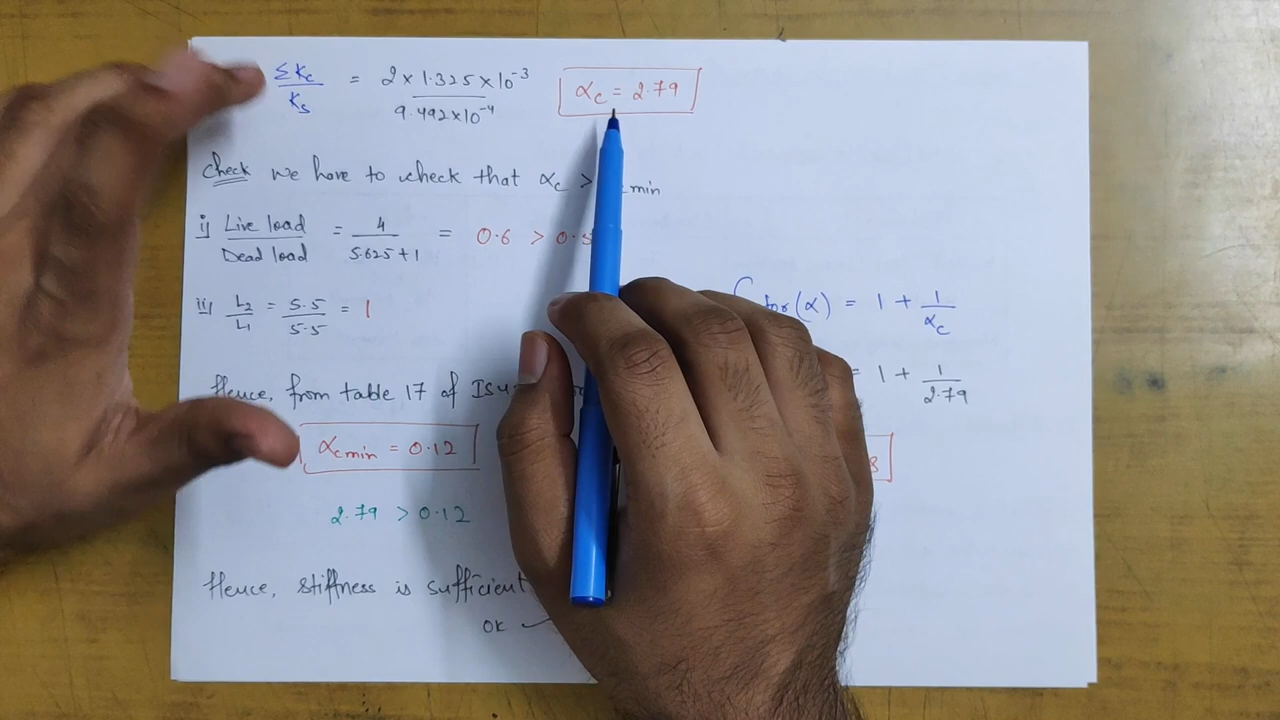 ΣKc / Ks = 2 × 1.325 × 10⁻³ / 9.492 × 10⁻⁴
αc = 2.79
Check we have to check that αc > min
i) Live load / Dead load = 4 / 5.625 + 1 = 0.6 > 0.5
ii) L2 / L1 = 5.5 / 5.5 = 1
(α) = 1 + 1 / αc
Hence, from table 17 of IS
= 1 + 1 / 2.79
αcmin = 0.12
2.79 > 0.12
Hence, stiffness is sufficient
OK ✓